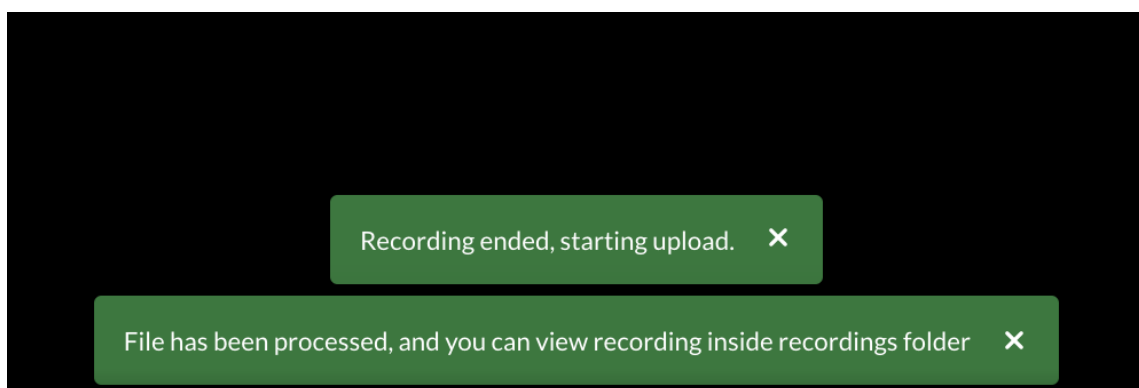 Recording ended, starting upload.
File has been processed, and you can view recording inside recordings folder